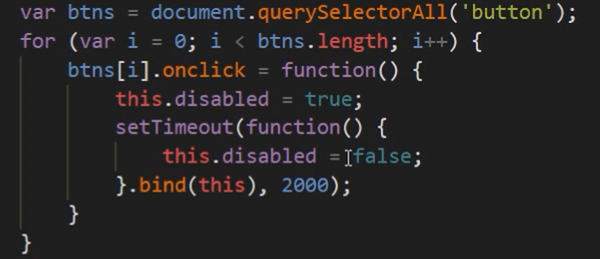 var btns = document.querySelectorAll('button');
for (var i = 0; i < btns.length; i++) {
btns[i].onclick = function() {
this.disabled = true;
setTimeout(function() {
this.disabled = false;
}.bind(this), 2000);
}
}